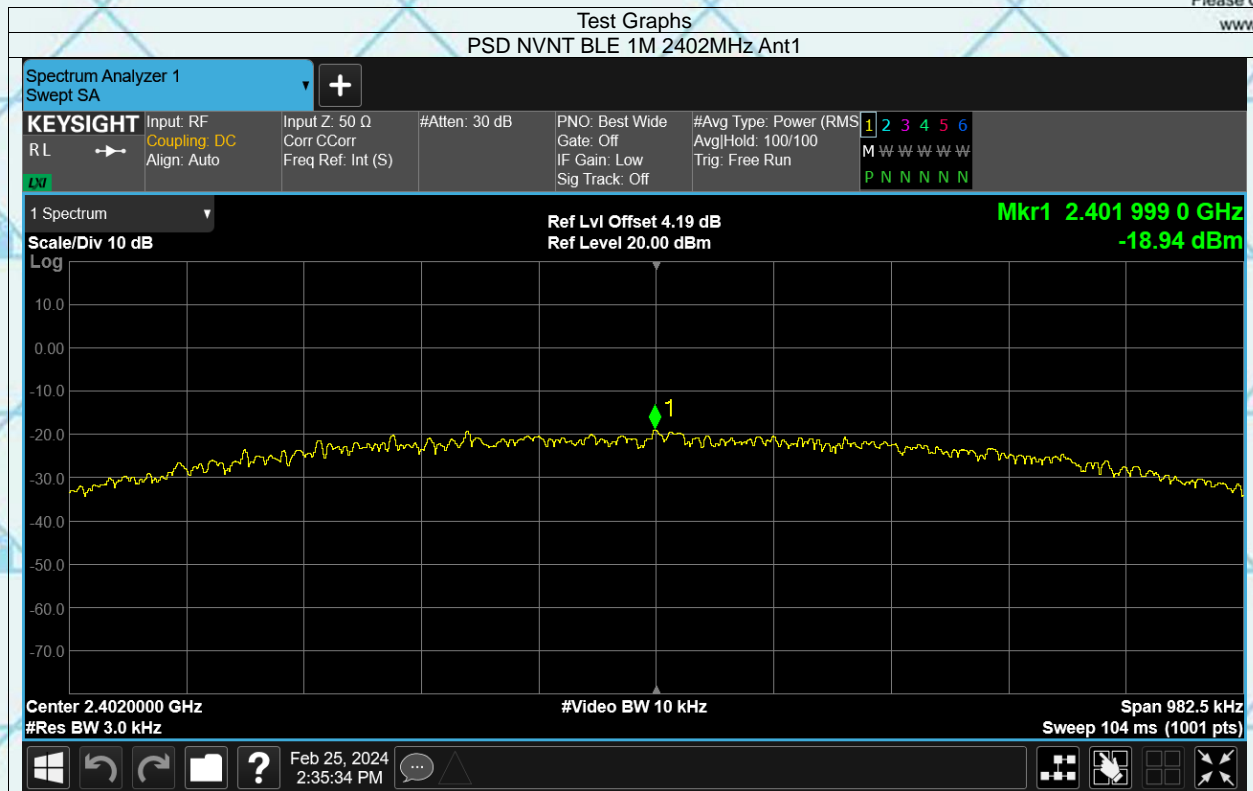 Please
www
Test Graphs
PSD NVNT BLE 1M 2402MHz Ant1
Spectrum Analyzer 1
Swept SA
KEYSIGHT
R L
LXI
Input: RF
Coupling: DC
Align: Auto
Input Z: 50 Ω
Corr CCorr
Freq Ref: Int (S)
#Atten: 30 dB
PNO: Best Wide
Gate: Off
IF Gain: Low
Sig Track: Off
#Avg Type: Power (RMS
Avg|Hold: 100/100
Trig: Free Run
1 2 3 4 5 6
M W W W W W
P N N N N N
1 Spectrum
Scale/Div 10 dB
Log
Ref Lvl Offset 4.19 dB
Ref Level 20.00 dBm
Mkr1 2.401 999 0 GHz
-18.94 dBm
10.0
0.00
-10.0
1
-20.0
-30.0
-40.0
-50.0
-60.0
-70.0
Center 2.4020000 GHz
#Res BW 3.0 kHz
#Video BW 10 kHz
Span 982.5 kHz
Sweep 104 ms (1001 pts)
?
Feb 25, 2024
2:35:34 PM